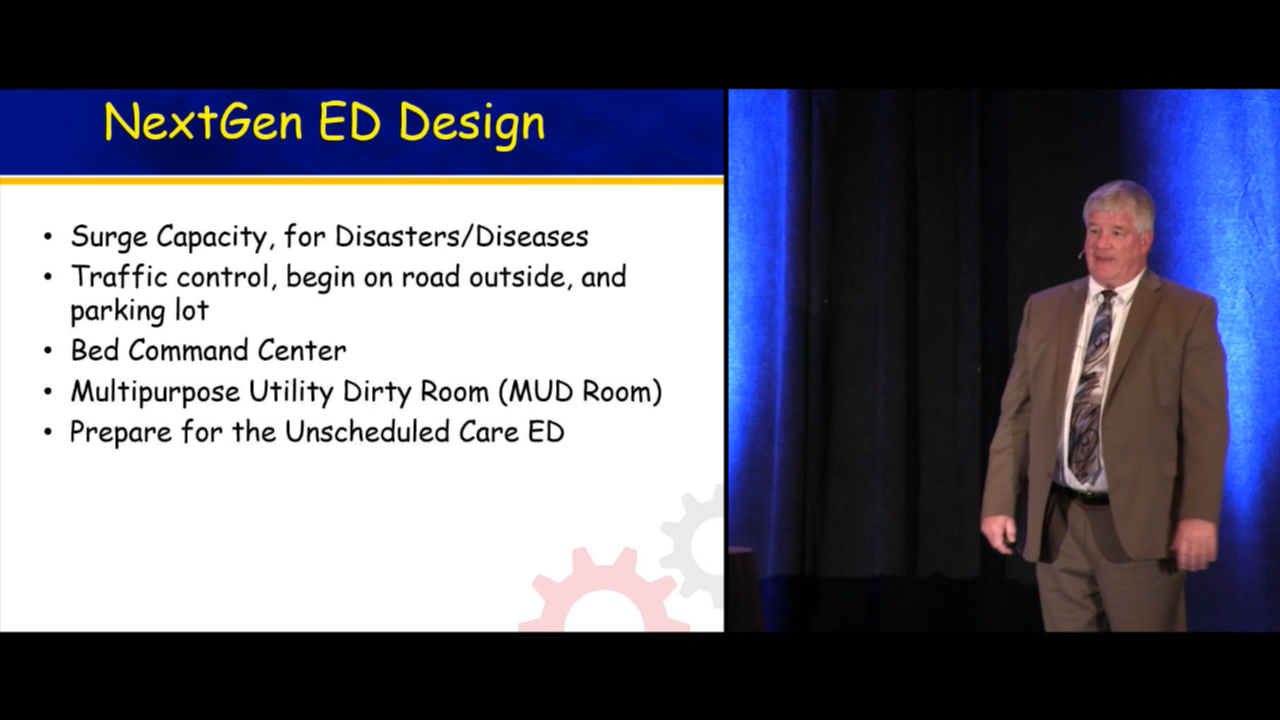 NextGen ED Design
• Surge Capacity, for Disasters/Diseases
• Traffic control, begin on road outside, and
parking lot
• Bed Command Center
• Multipurpose Utility Dirty Room (MUD Room)
• Prepare for the Unscheduled Care ED